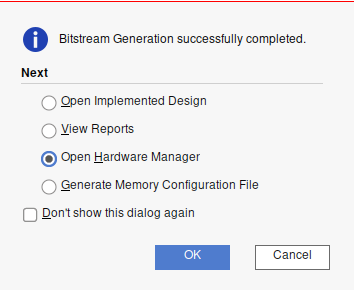 Bitstream Generation successfully completed.
Next
Open Implemented Design
View Reports
Open Hardware Manager
Generate Memory Configuration File
Don't show this dialog again
OK
Cancel